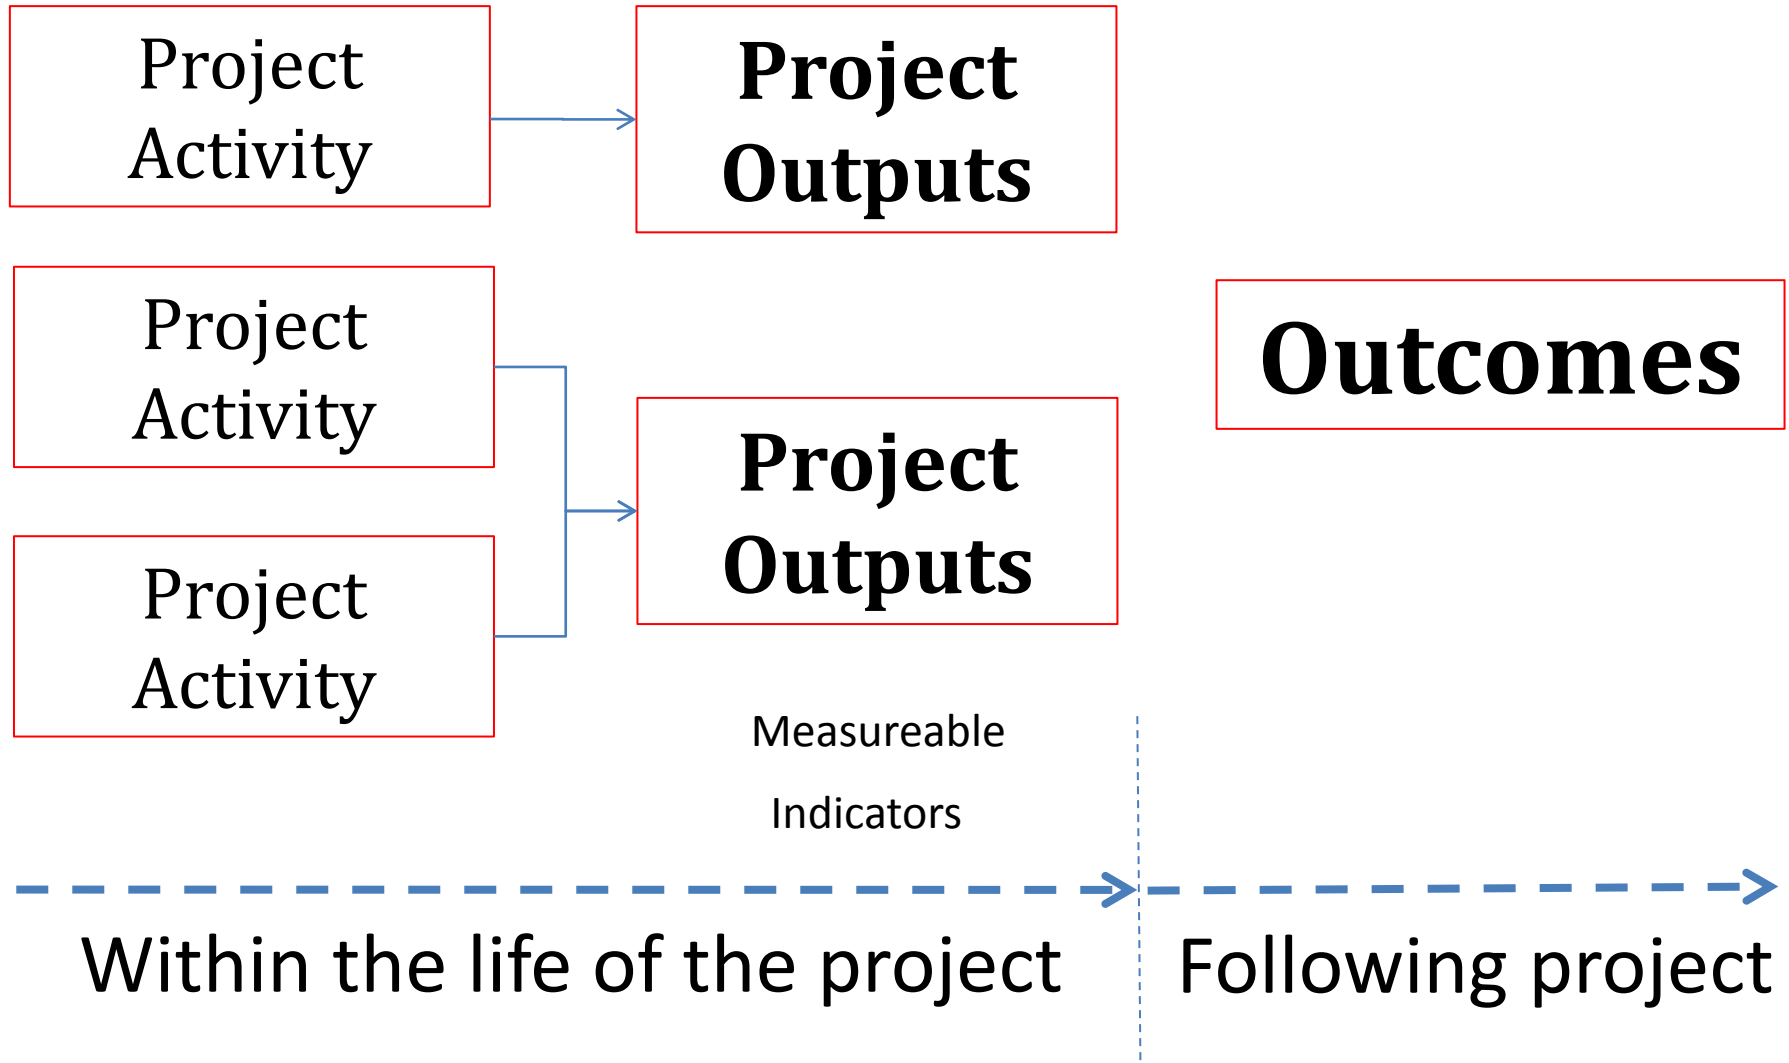 Project
Activity
Project
Outputs
Project
Activity
Outcomes
Project
Outputs
Project
Activity
Measureable
Indicators
Within the life of the project
Following project